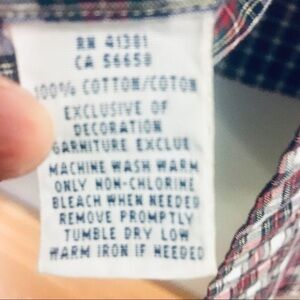 RN 41381
CA 56658
100% COTTON/COTON
EXCLUSIVE OF
DECORATION
GARNITURE EXCLUE
MACHINE WASH WARM
ONLY NON-CHLORINE
BLEACH WHEN NEEDED
REMOVE PROMPTLY
TUMBLE DRY LOW
WARM IRON IF NEEDED